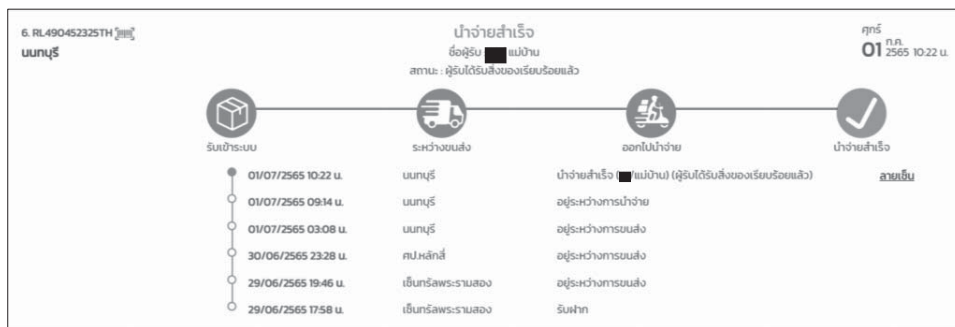 6. RL490452325TH
นนทบุรี
นำจ่ายสำเร็จ
ชื่อผู้รับ แม่บ้าน
สถานะ : ผู้รับได้รับสิ่งของเรียบร้อยแล้ว
ศุกร์
01 ก.ค. 2565 10:22 น.
รับเข้าระบบ ระหว่างขนส่ง ออกไปนำจ่าย นำจ่ายสำเร็จ
01/07/2565 10:22 น. นนทบุรี นำจ่ายสำเร็จ ( /แม่บ้าน) (ผู้รับได้รับสิ่งของเรียบร้อยแล้ว) ลายเซ็น
01/07/2565 09:14 น. นนทบุรี อยู่ระหว่างการนำจ่าย
01/07/2565 03:08 น. นนทบุรี อยู่ระหว่างการขนส่ง
30/06/2565 23:28 น. ศป.หลักสี่ อยู่ระหว่างการขนส่ง
29/06/2565 19:46 น. เซ็นทรัลพระรามสอง อยู่ระหว่างการขนส่ง
29/06/2565 17:58 น. เซ็นทรัลพระรามสอง รับฝาก